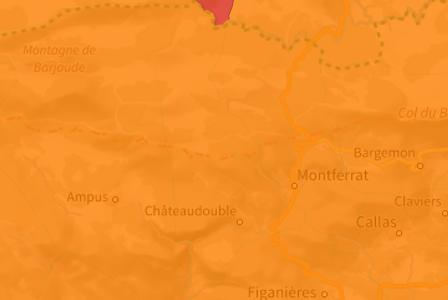 Montagne de
Barjaude
Col du B
Bargemon
Montferrat
Ampus
Claviers
Châteaudouble
Callas
Figanières